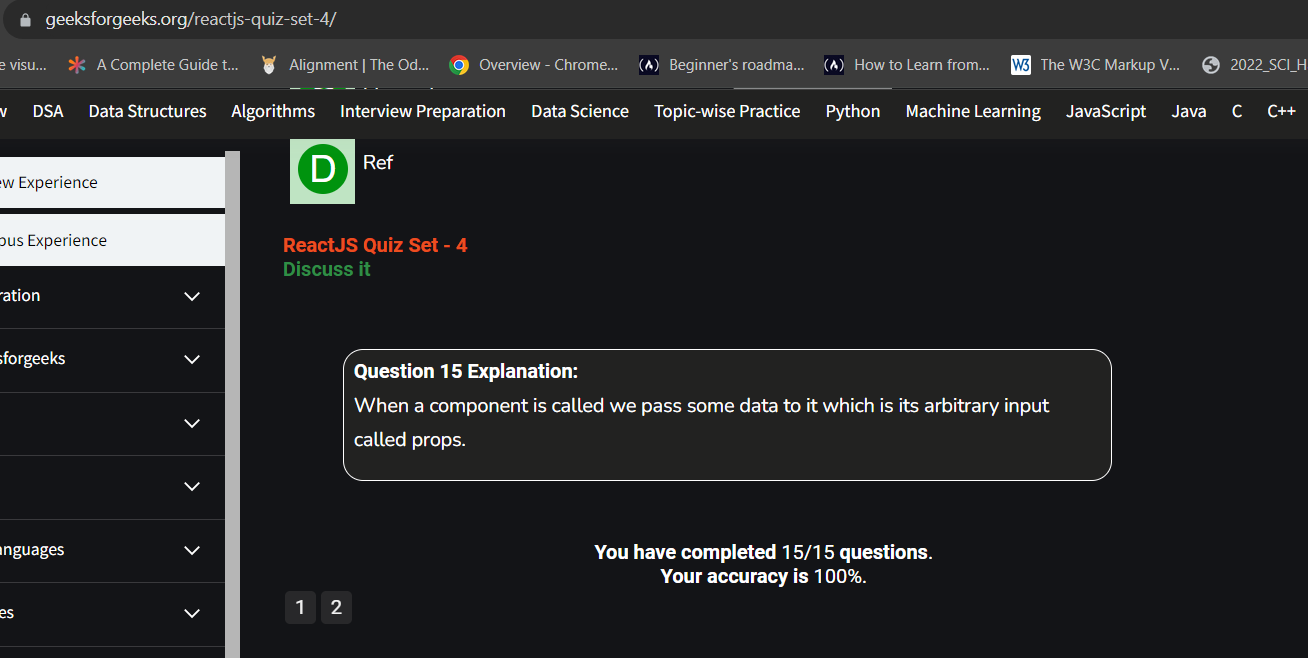 geeksforgeeks.org/reactjs-quiz-set-4/
e visu... A Complete Guide t... Alignment | The Od... Overview - Chrome... Beginner's roadma... How to Learn from... W3 The W3C Markup V... 2022_SCI_H
w DSA Data Structures Algorithms Interview Preparation Data Science Topic-wise Practice Python Machine Learning JavaScript Java C C++
ew Experience
pus Experience
ration
sforgeeks
anguages
es
D Ref
ReactJS Quiz Set - 4
Discuss it
Question 15 Explanation:
When a component is called we pass some data to it which is its arbitrary input
called props.
You have completed 15/15 questions.
Your accuracy is 100%.
1 2